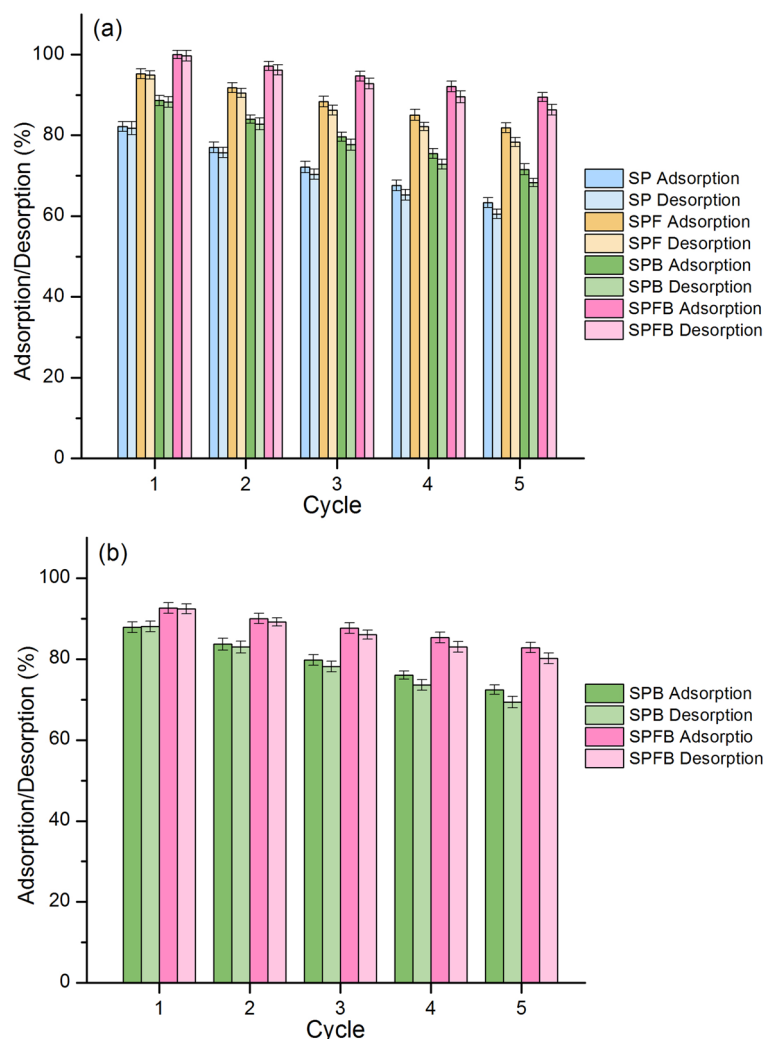 (a)
100
80
60
40
20
0
Adsorption/Desorption (%)
1 2 3 4 5
Cycle
SP Adsorption
SP Desorption
SPF Adsorption
SPF Desorption
SPB Adsorption
SPB Desorption
SPFB Adsorption
SPFB Desorption
(b)
100
80
60
40
20
0
Adsorption/Desorption (%)
1 2 3 4 5
Cycle
SPB Adsorption
SPB Desorption
SPFB Adsorptio
SPFB Desorption